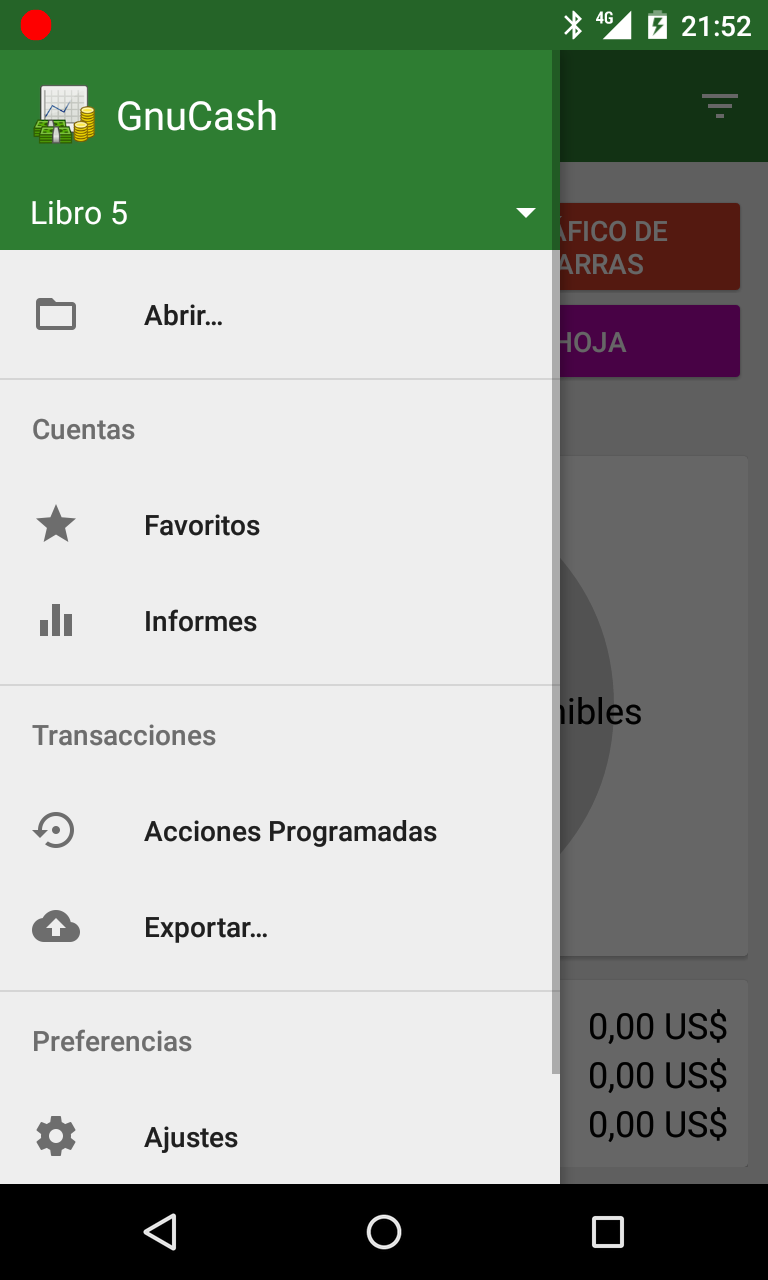 4G 21:52
GnuCash
Libro 5
ÁFICO DE
ARRAS
Abrir…
HOJA
Cuentas
Favoritos
Informes
Transacciones
nibles
Acciones Programadas
Exportar…
Preferencias
0,00 US$
0,00 US$
0,00 US$
Ajustes